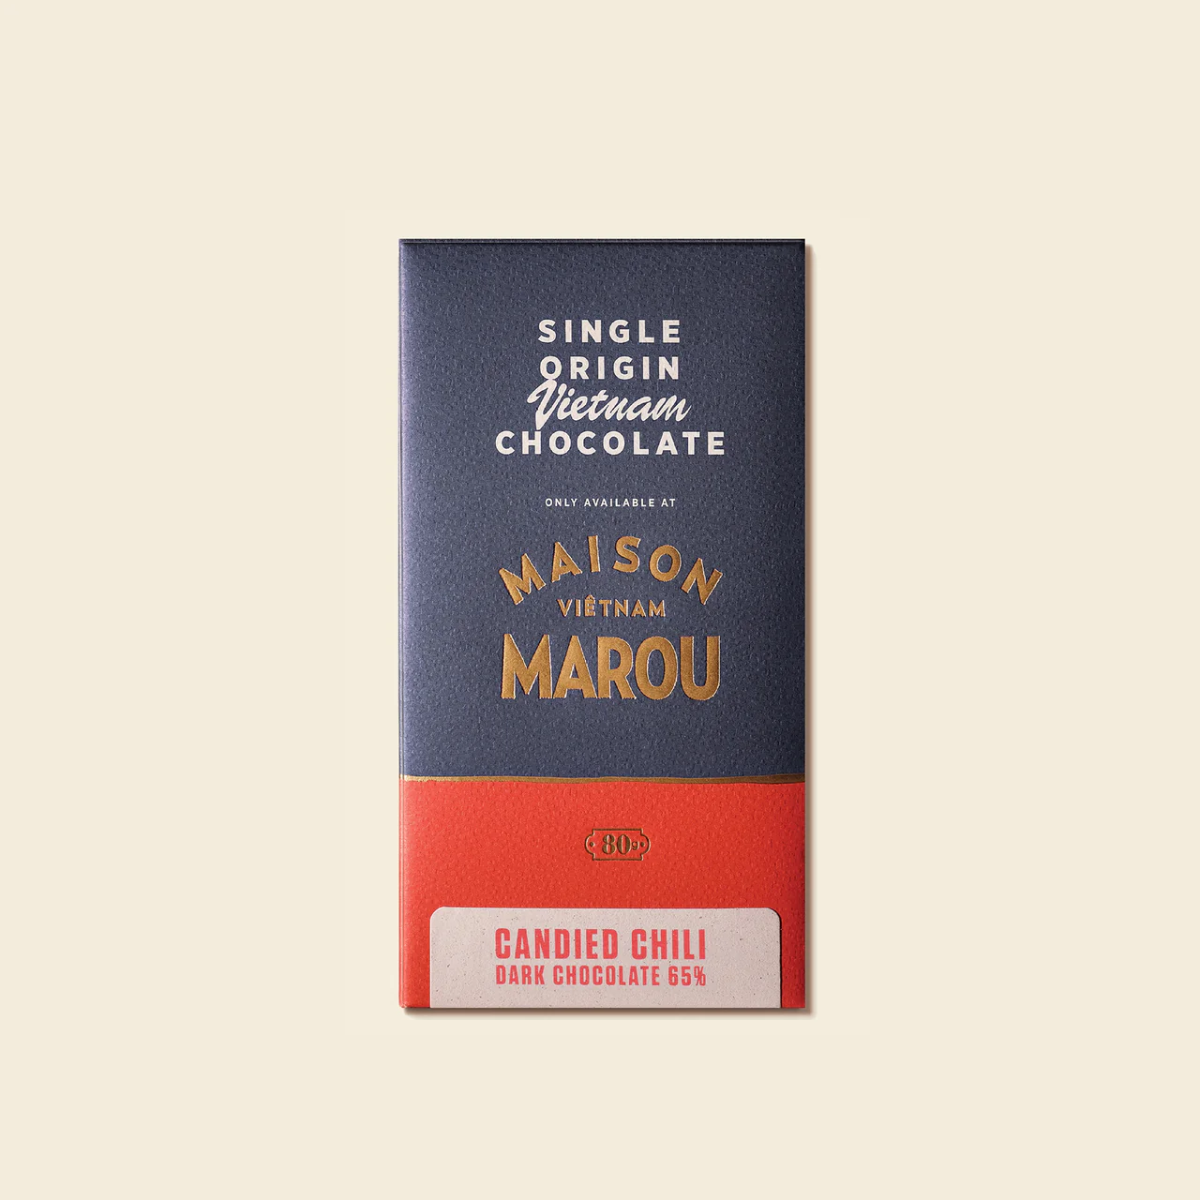 SINGLE
ORIGIN
Vietnam
CHOCOLATE
ONLY AVAILABLE AT
MAISON
VIÊTNAM
MAROU
80g
CANDIED CHILI
DARK CHOCOLATE 65%